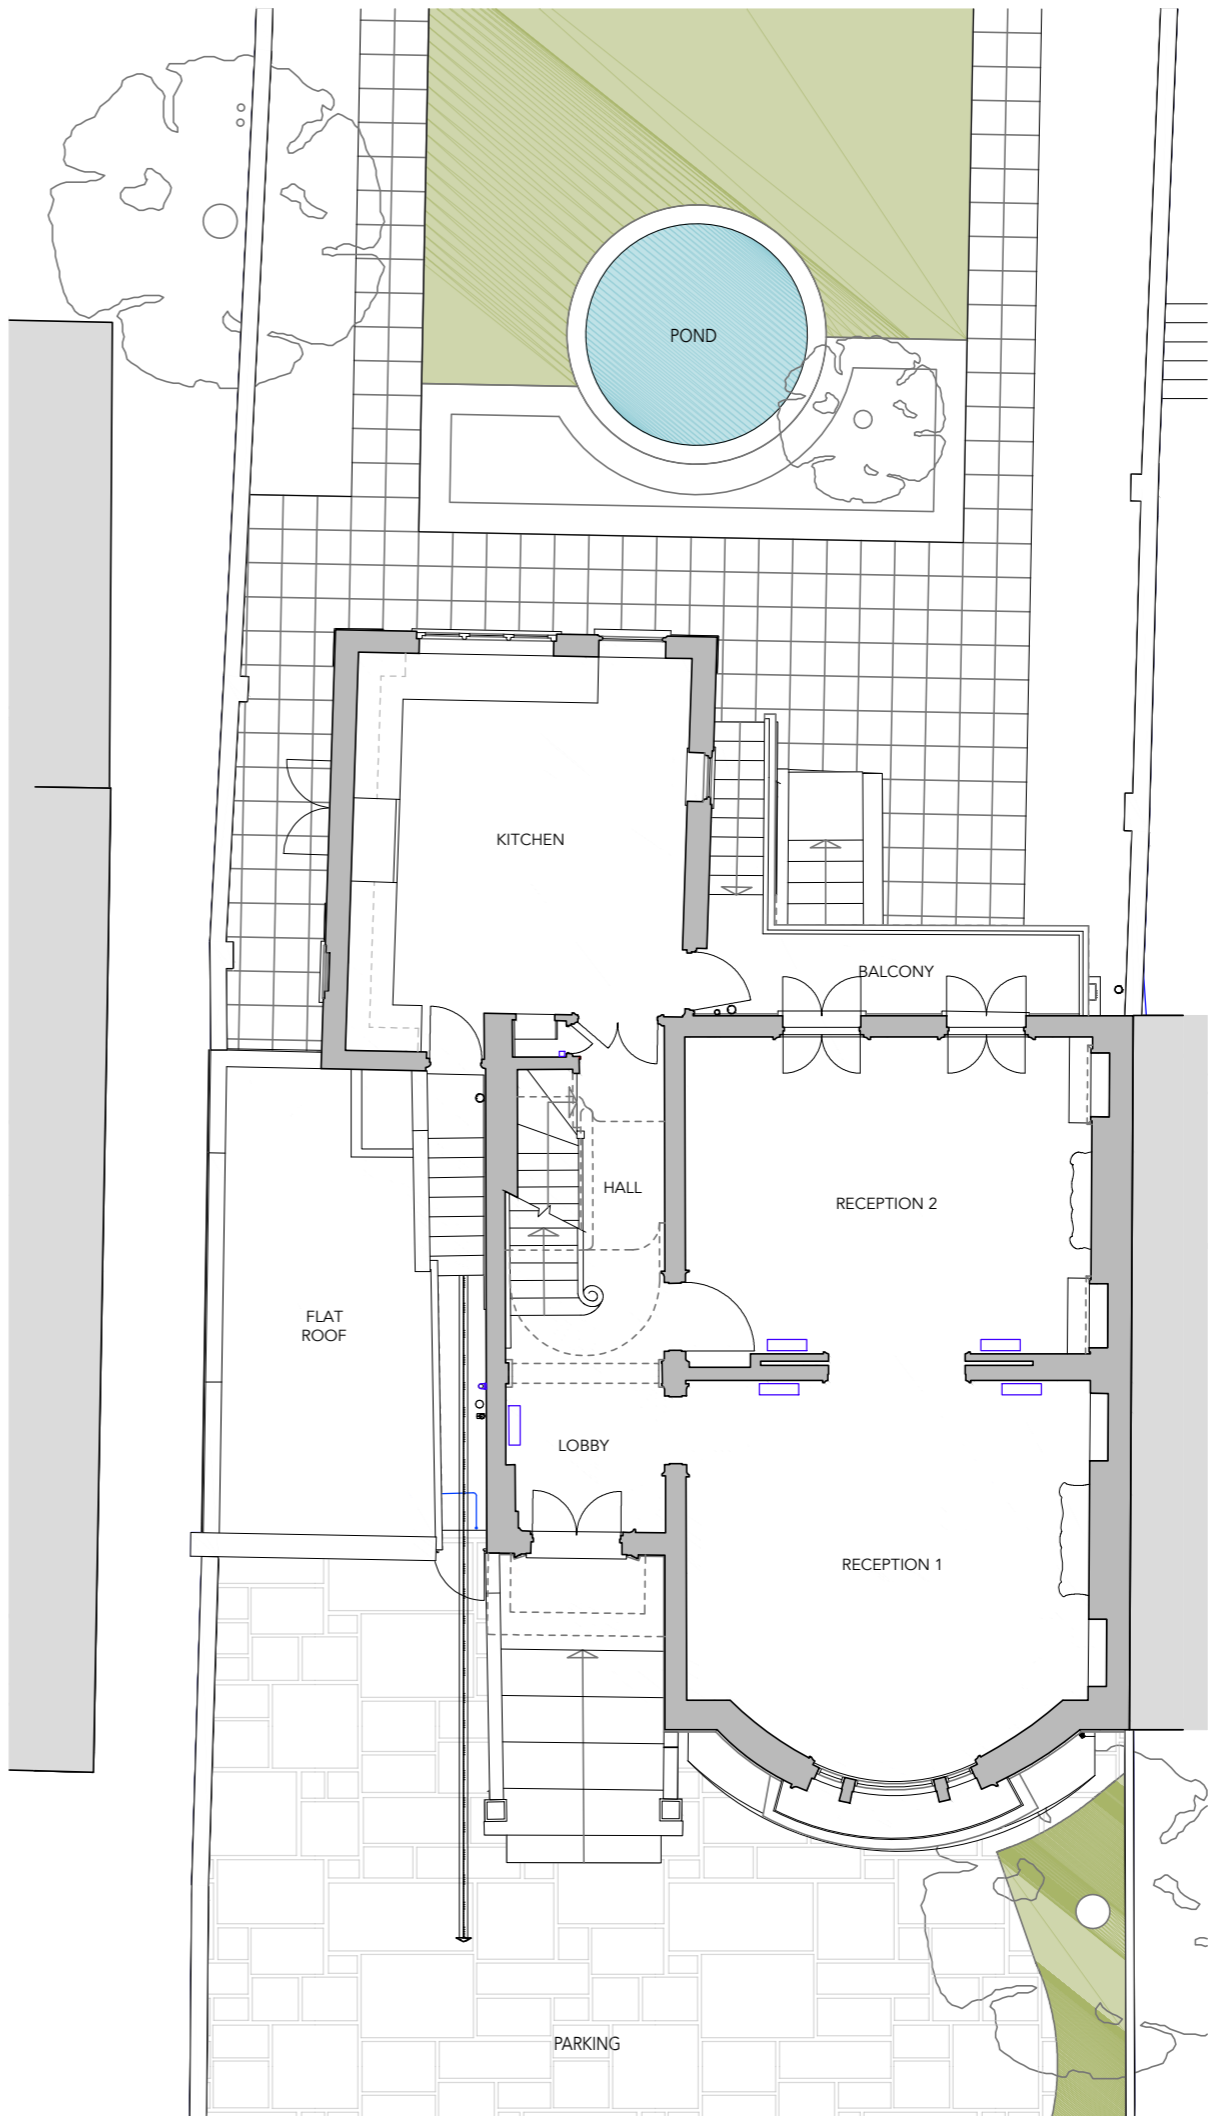 POND
KITCHEN
BALCONY
HALL
RECEPTION 2
FLAT
ROOF
LOBBY
RECEPTION 1
PARKING